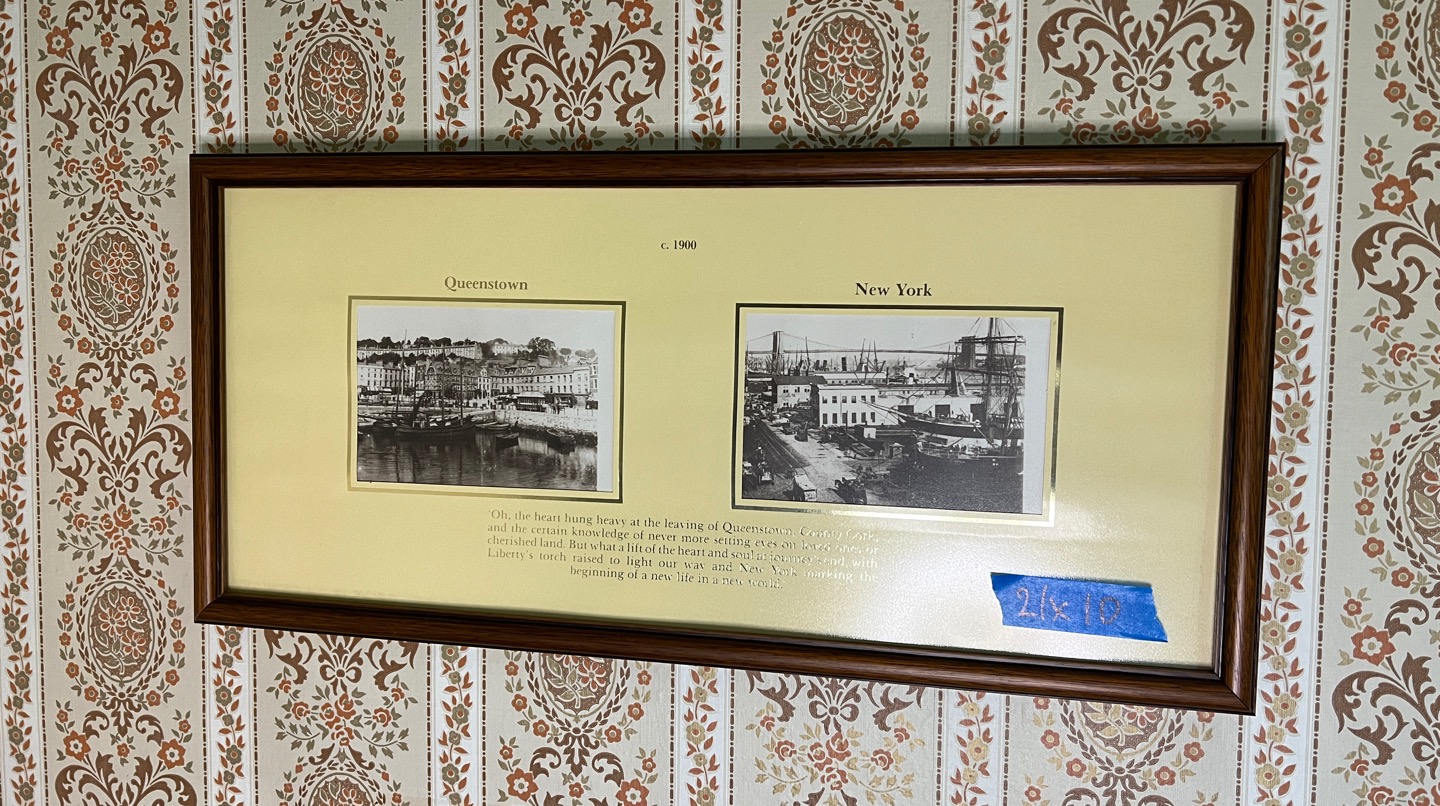 c. 1900
Queenstown
New York
Oh, the heart hung heavy at the leaving of Queenstown, County Cork,
and the certain knowledge of never more setting eyes on loved ones or
cherished land. But what a lift of the heart and soul at journey's end, with
Liberty's torch raised to light our way and New York marking the
beginning of a new life in a new world.
21x10